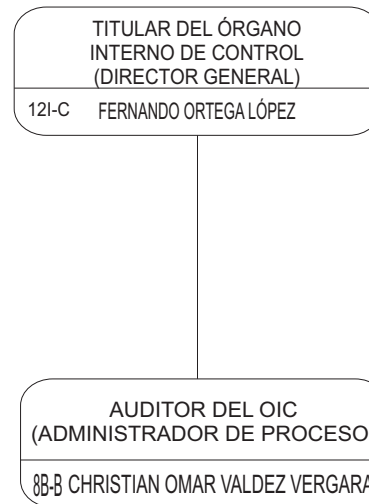 TITULAR DEL ÓRGANO
INTERNO DE CONTROL
(DIRECTOR GENERAL)
12I-C FERNANDO ORTEGA LÓPEZ
AUDITOR DEL OIC
(ADMINISTRADOR DE PROCESO
8B-B CHRISTIAN OMAR VALDEZ VERGARA